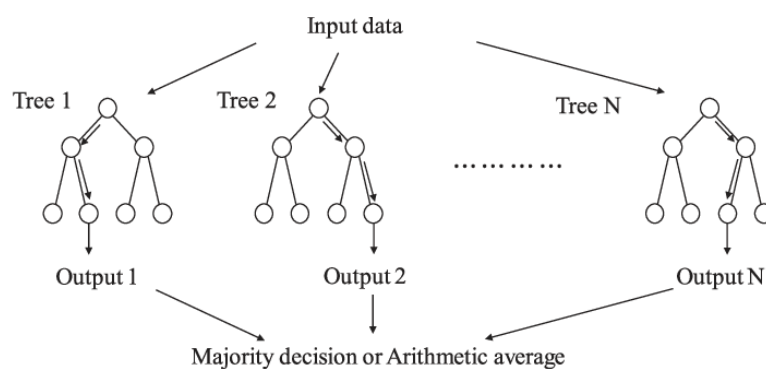 Input data
Tree 1
Tree 2
Tree N
…………
Output 1
Output 2
Output N
Majority decision or Arithmetic average